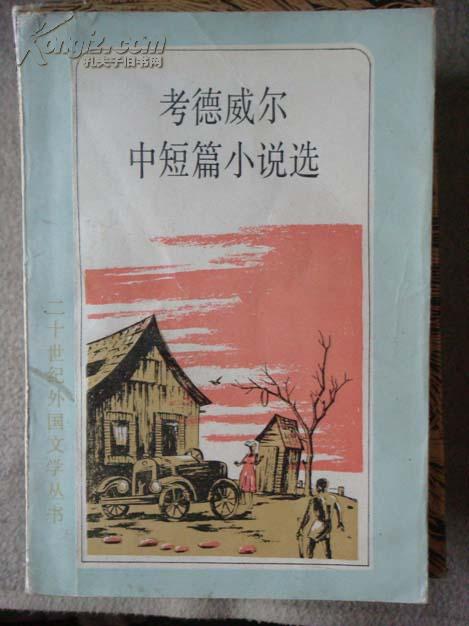 Kongfz.com
孔夫子旧书网
考德威尔
中短篇小说选
二十世纪外国文学丛书